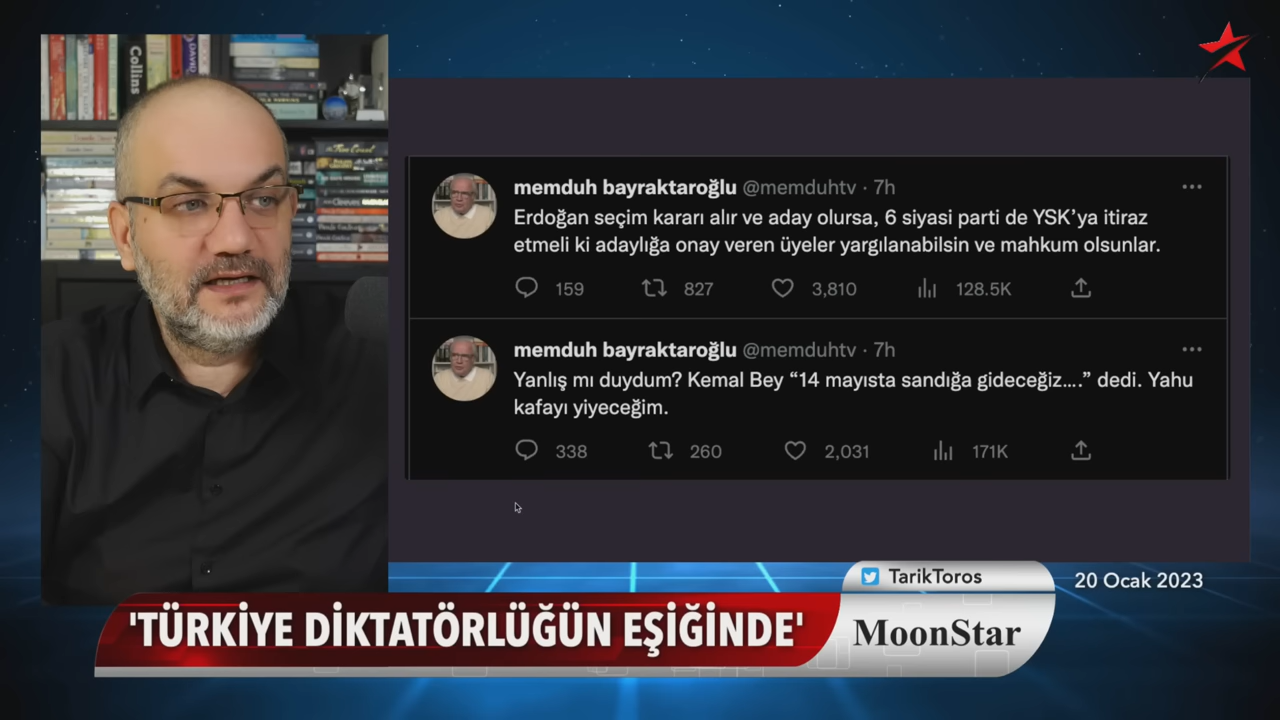 Collins
DAVID
memduh bayraktaroğlu @memduhtv · 7h
Erdoğan seçim kararı alır ve aday olursa, 6 siyasi parti de YSK'ya itiraz
etmeli ki adaylığa onay veren üyeler yargılanabilsin ve mahkum olsunlar.
159 827 3,810 128.5K
memduh bayraktaroğlu @memduhtv · 7h
Yanlış mı duydum? Kemal Bey “14 mayısta sandığa gideceğiz....” dedi. Yahu
kafayı yiyeceğim.
338 260 2,031 171K
TarikToros
20 Ocak 2023
'TÜRKİYE DİKTATÖRLÜĞÜN EŞİĞİNDE'
MoonStar